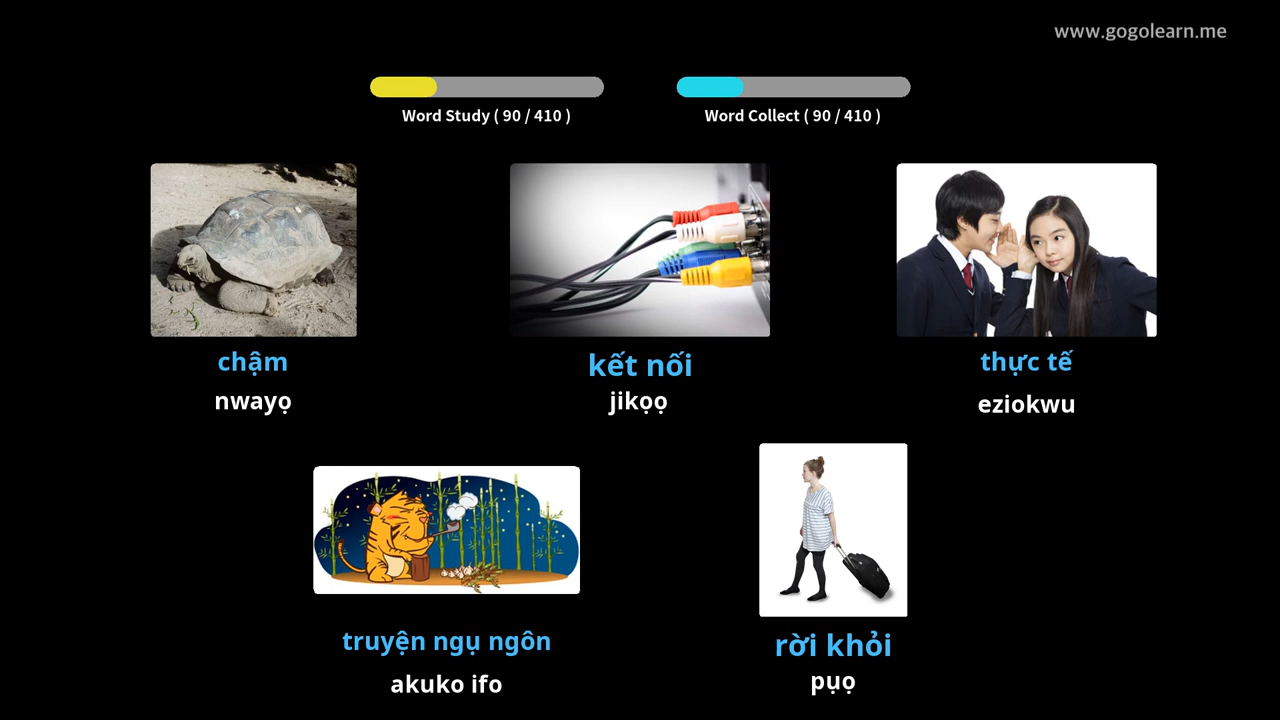 www.gogolearn.me
Word Study ( 90 / 410 )
Word Collect ( 90 / 410 )
chậm
nwayọ
kết nối
jikọọ
thực tế
eziokwu
truyện ngụ ngôn
akuko ifo
rời khỏi
pụọ